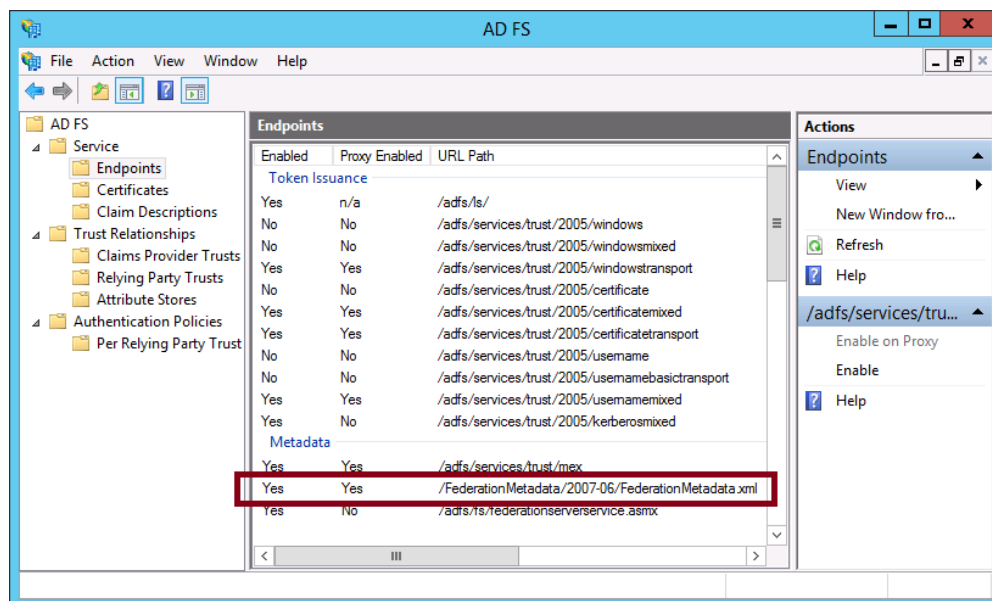 AD FS
File Action View Window Help
AD FS
Service
Endpoints
Certificates
Claim Descriptions
Trust Relationships
Claims Provider Trusts
Relying Party Trusts
Attribute Stores
Authentication Policies
Per Relying Party Trust
Endpoints
Enabled Proxy Enabled URL Path
Token Issuance
Yes n/a /adfs/ls/
No No /adfs/services/trust/2005/windows
No No /adfs/services/trust/2005/windowsmixed
Yes Yes /adfs/services/trust/2005/windowstransport
No No /adfs/services/trust/2005/certificate
Yes Yes /adfs/services/trust/2005/certificatemixed
Yes Yes /adfs/services/trust/2005/certificatetransport
No No /adfs/services/trust/2005/username
No No /adfs/services/trust/2005/usernamebasictransport
Yes Yes /adfs/services/trust/2005/usernamemixed
Yes No /adfs/services/trust/2005/kerberosmixed
Metadata
Yes Yes /adfs/services/trust/mex
Yes Yes /FederationMetadata/2007-06/FederationMetadata.xml
Yes No /adfs/fs/federationserverservice.asmx
Actions
Endpoints
View
New Window fro...
Refresh
Help
/adfs/services/tru...
Enable on Proxy
Enable
Help